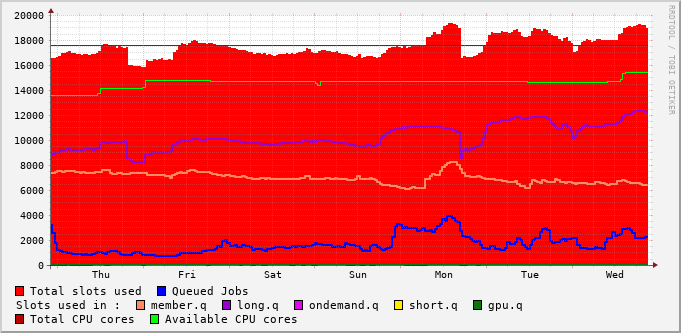 20000
18000
16000
14000
12000
10000
8000
6000
4000
2000
0
Thu Fri Sat Sun Mon Tue Wed
RRDTOOL / TOBI OETIKER
Total slots used Queued Jobs
Slots used in : member.q long.q ondemand.q short.q gpu.q
Total CPU cores Available CPU cores